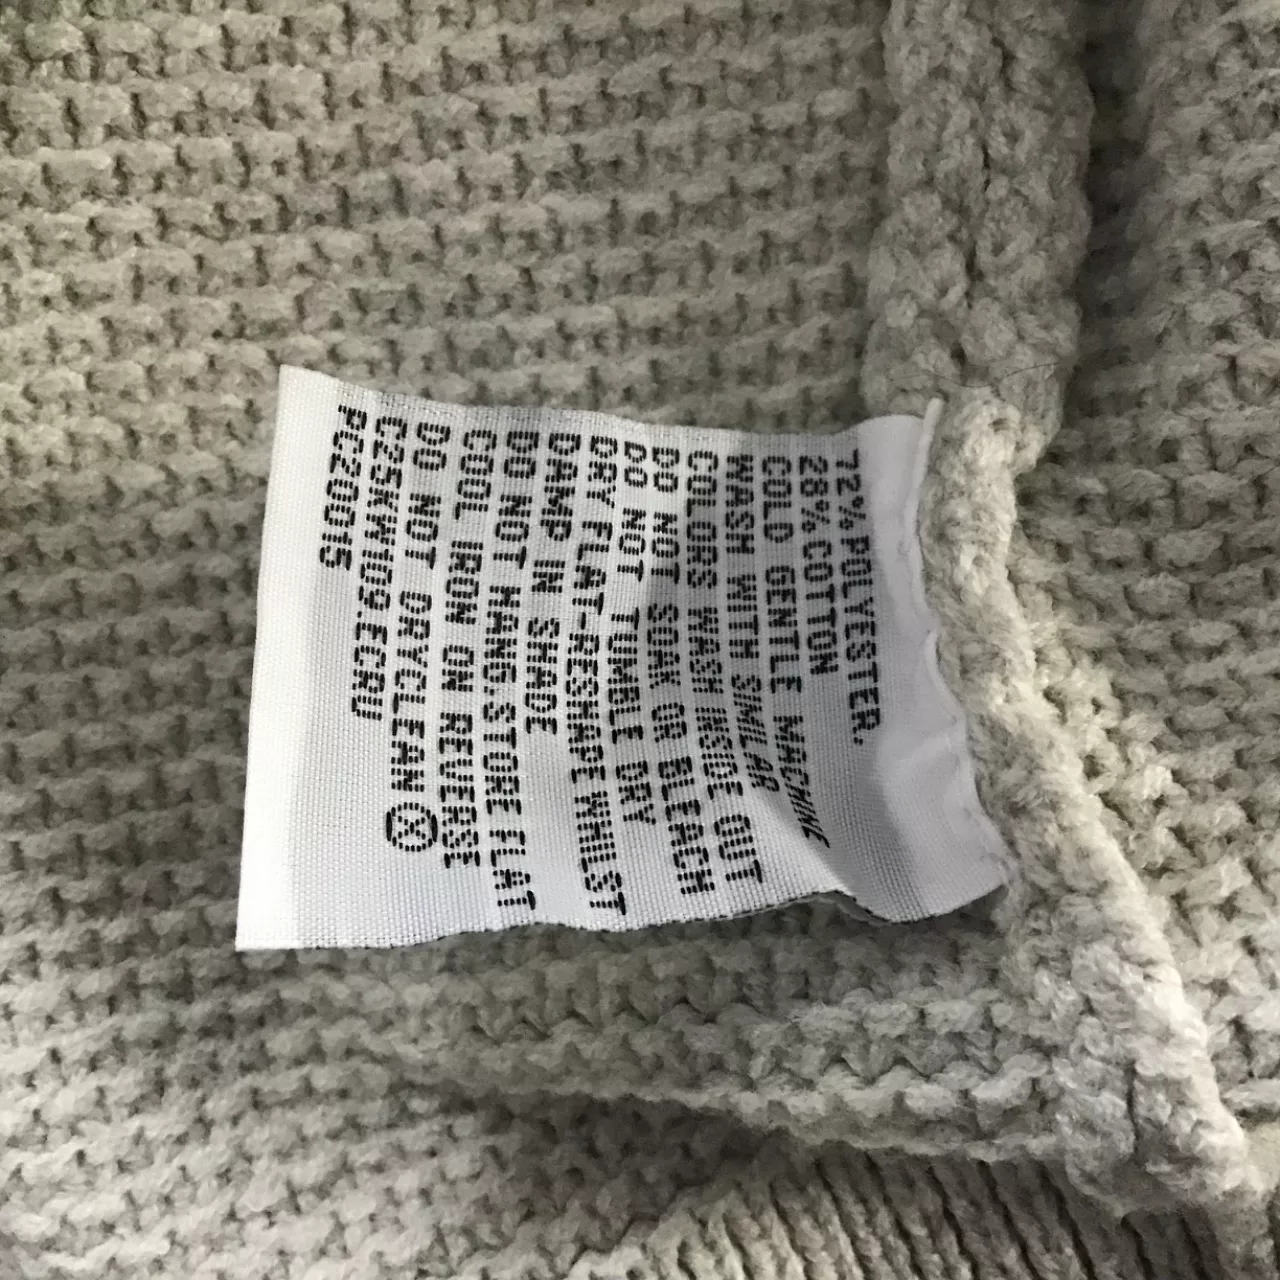 72% POLYESTER.
28% COTTON
COLD GENTLE MACHINE
WASH WITH SIMILAR
COLORS WASH INSIDE OUT
DO NOT SOAK OR BLEACH
DO NOT TUMBLE DRY
DRY FLAT-RESHAPE WHILST
DAMP IN SHADE
DO NOT HANG.STORE FLAT
COOL IRON ON REVERSE
DO NOT DRYCLEAN
C25KW109.ECRU
PC20015